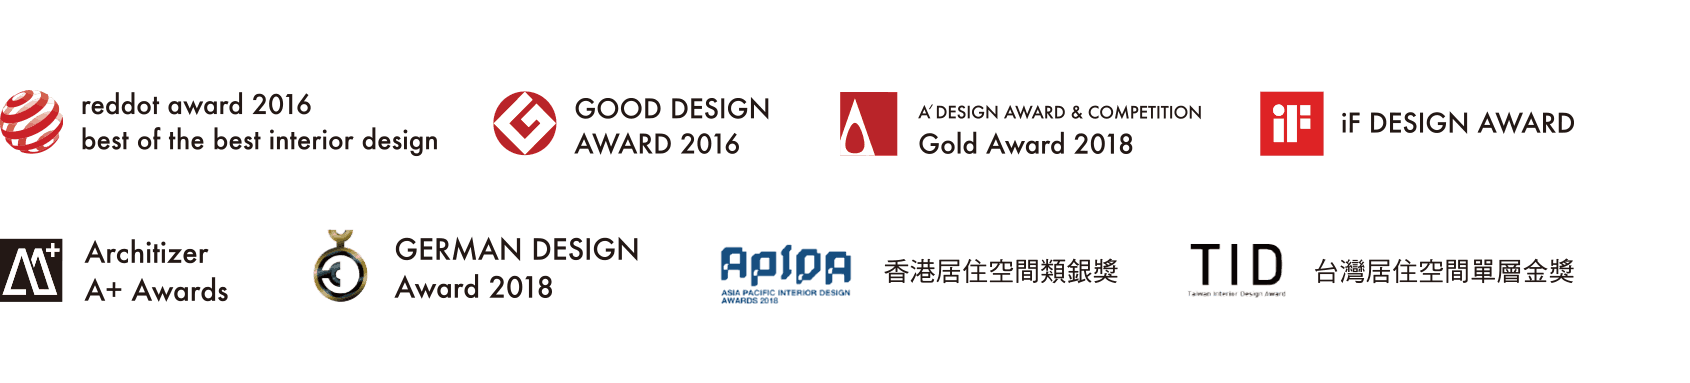 reddot award 2016
best of the best interior design
GOOD DESIGN
AWARD 2016
A' DESIGN AWARD & COMPETITION
Gold Award 2018
iF
iF DESIGN AWARD
A+
Architizer
A+ Awards
GERMAN DESIGN
Award 2018
APIDA
ASIA PACIFIC INTERIOR DESIGN
AWARDS 2018
香港居住空間類銀獎
TID
Taiwan Interior Design Award
台灣居住空間單層金獎